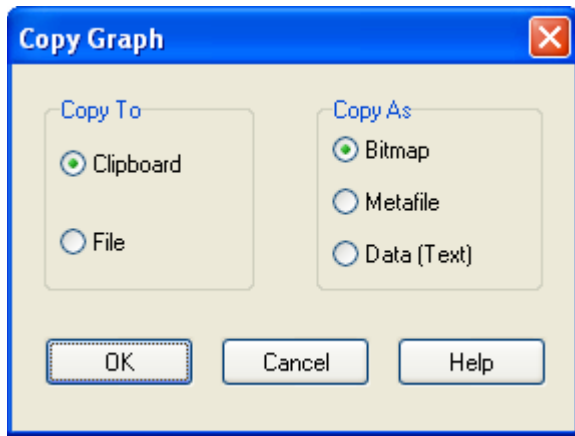 Copy Graph
Copy To
Clipboard
File
Copy As
Bitmap
Metafile
Data (Text)
OK
Cancel
Help